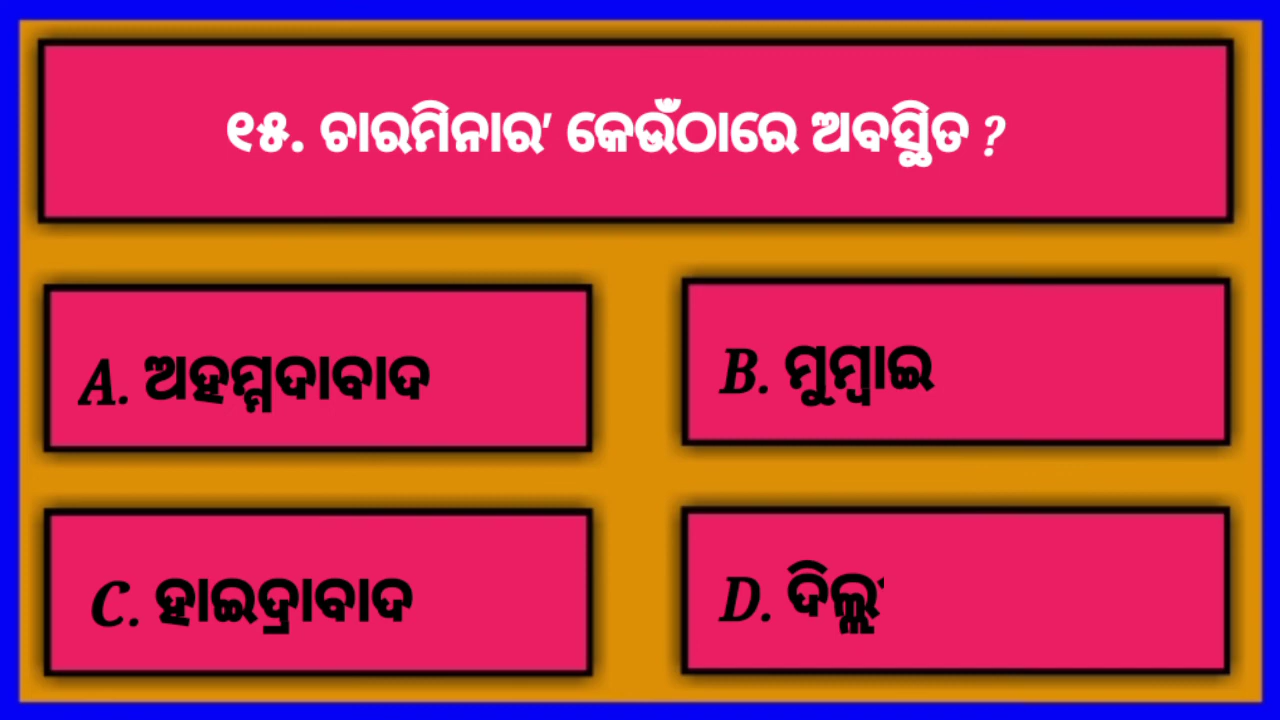 ୧୫. ଚାରମିନାର' କେଉଁଠାରେ ଅବସ୍ଥିତ ?
A. ଅହମ୍ମଦାବାଦ
B. ମୁମ୍ବାଇ
C. ହାଇଦ୍ରାବାଦ
D.